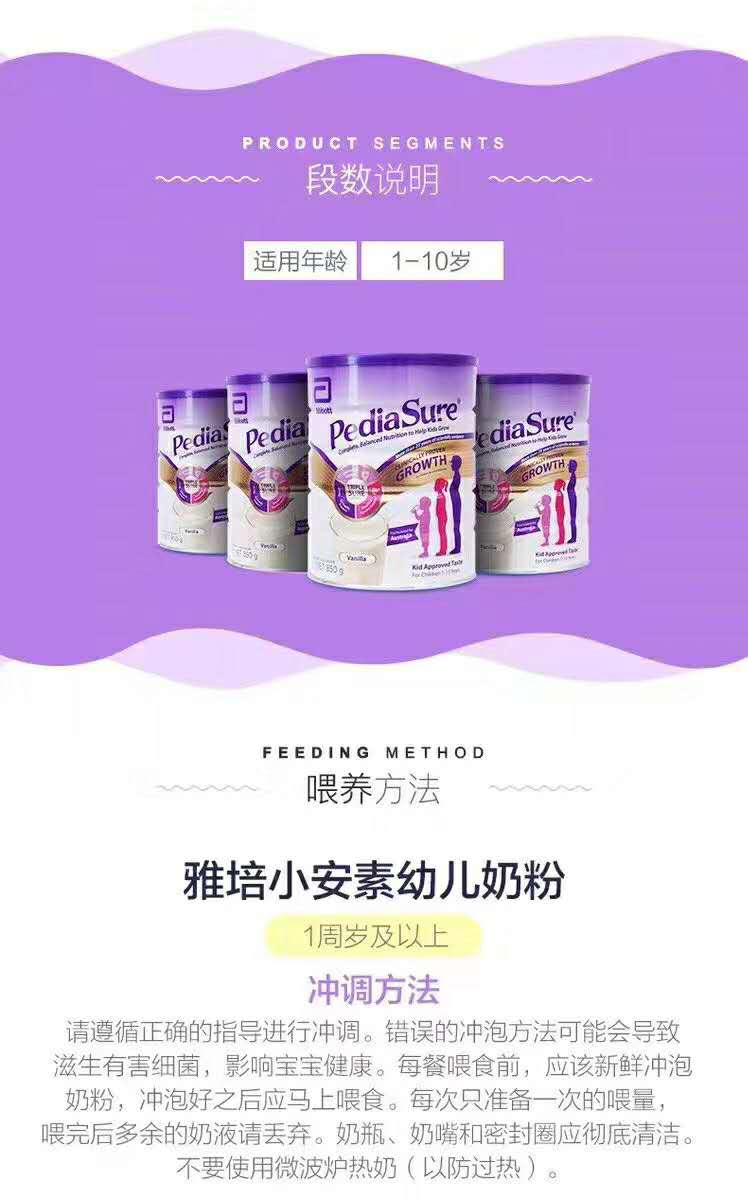 PRODUCT SEGMENTS
段数说明
适用年龄
1-10岁
Abbott
PediaSure
Complete, Balanced Nutrition to Help Kids Grow
CLINICALLY PROVEN
GROWTH
TRIPLE
SURE
Australia
Vanilla
850 g
Kid Approved Taste
For Children 1-10 Years
FEEDING METHOD
喂养方法
雅培小安素幼儿奶粉
1周岁及以上
冲调方法
请遵循正确的指导进行冲调。错误的冲泡方法可能会导致
滋生有害细菌，影响宝宝健康。每餐喂食前，应该新鲜冲泡
奶粉，冲泡好之后应马上喂食。每次只准备一次的喂量，
喂完后多余的奶液请丢弃。奶瓶、奶嘴和密封圈应彻底清洁。
不要使用微波炉热奶（以防过热）。